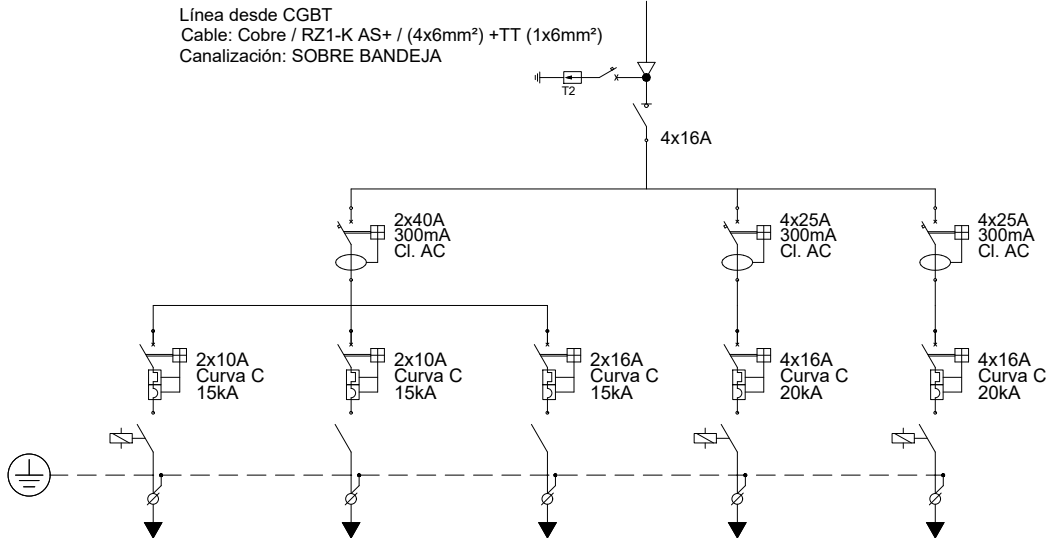 Línea desde CGBT
Cable: Cobre / RZ1-K AS+ / (4x6mm²) +TT (1x6mm²)
Canalización: SOBRE BANDEJA
T2
4x16A
2x40A
300mA
Cl. AC
4x25A
300mA
Cl. AC
4x25A
300mA
Cl. AC
2x10A
Curva C
15kA
2x10A
Curva C
15kA
2x16A
Curva C
15kA
4x16A
Curva C
20kA
4x16A
Curva C
20kA